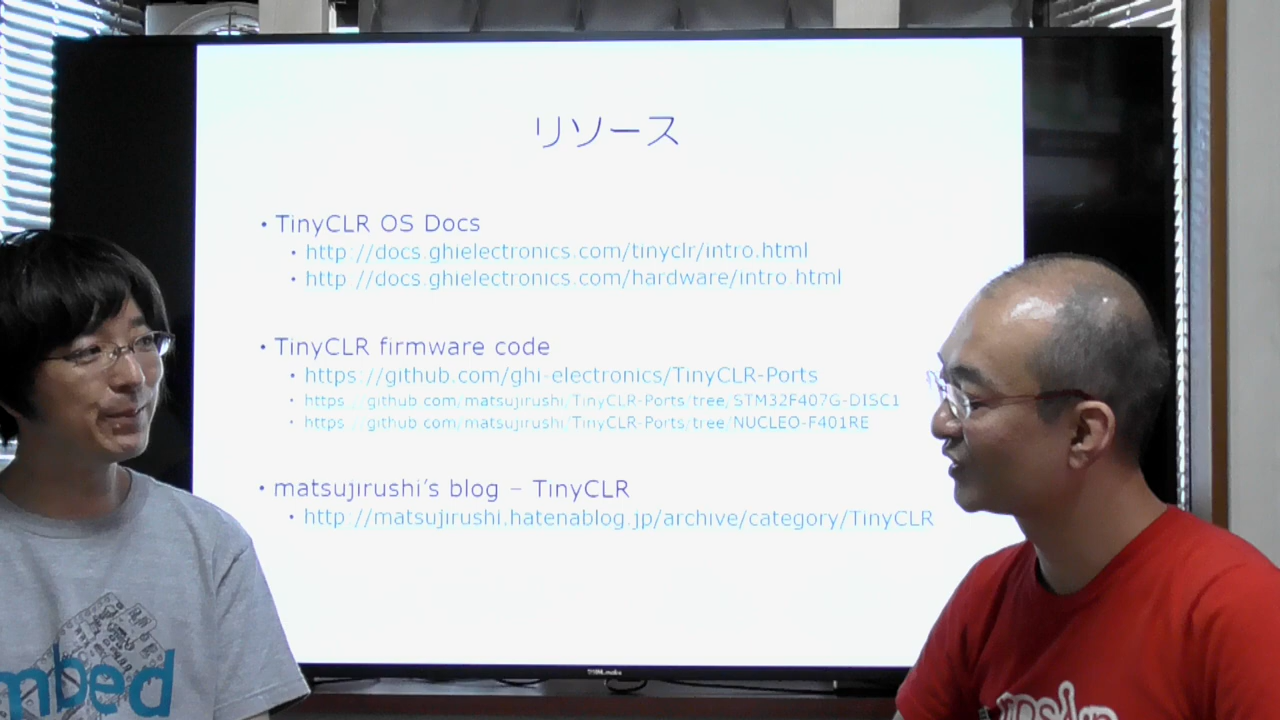 リソース
• TinyCLR OS Docs
• http://docs.ghielectronics.com/tinyclr/intro.html
• http://docs.ghielectronics.com/hardware/intro.html
• TinyCLR firmware code
• https://github.com/ghi-electronics/TinyCLR-Ports
• https://github.com/matsujirushi/TinyCLR-Ports/tree/STM32F407G-DISC1
• https://github.com/matsujirushi/TinyCLR-Ports/tree/NUCLEO-F401RE
• matsujirushi's blog – TinyCLR
• http://matsujirushi.hatenablog.jp/archive/category/TinyCLR
mbed